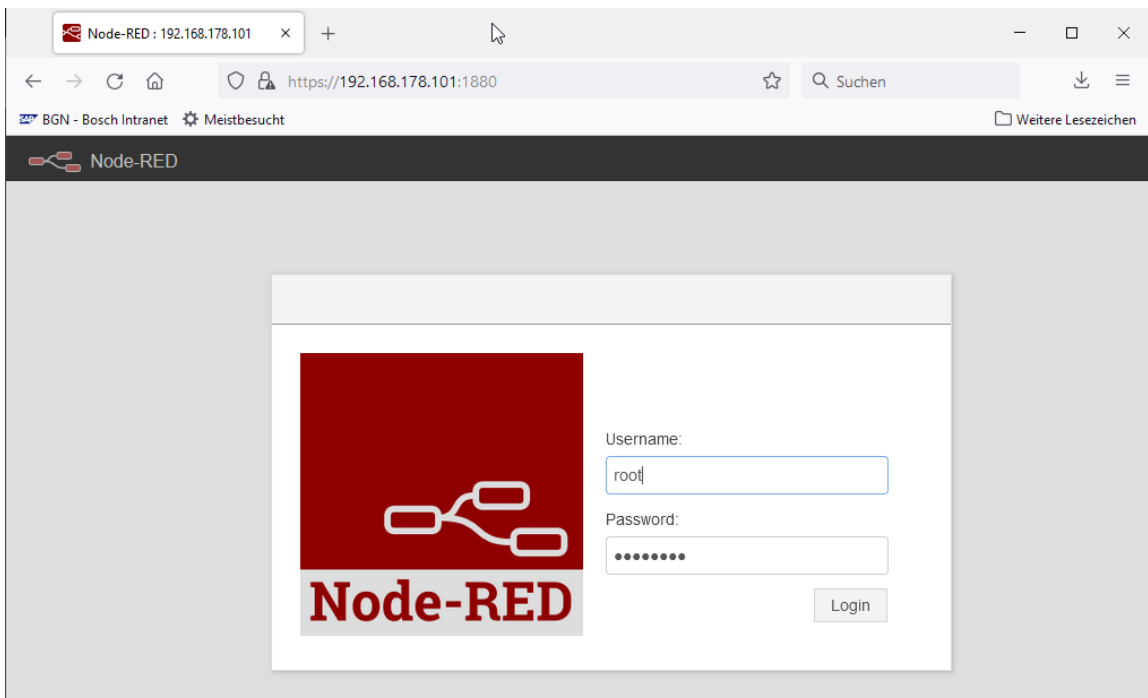 Node-RED : 192.168.178.101
https://192.168.178.101:1880
Suchen
BGN - Bosch Intranet
Meistbesucht
Weitere Lesezeichen
Node-RED
Username:
root
Password:
••••••••
Login
Node-RED